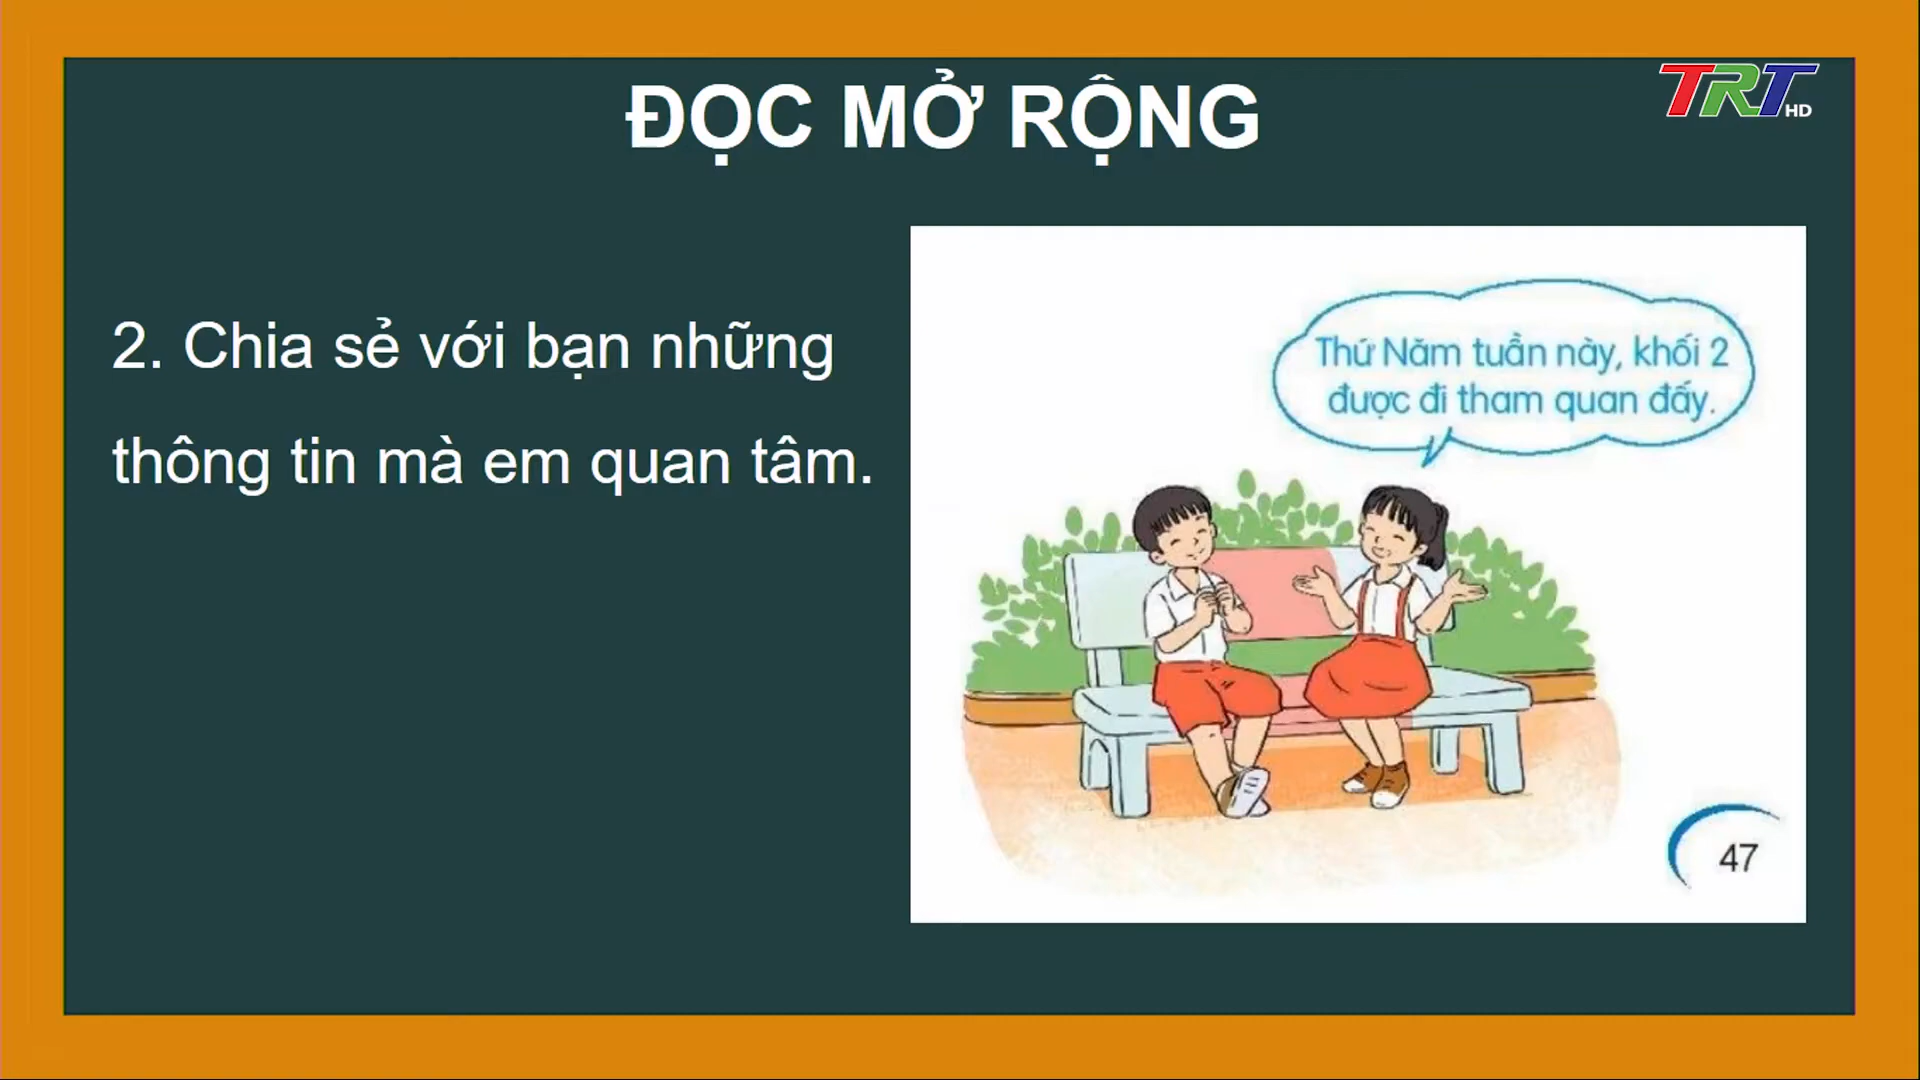 ĐỌC MỞ RỘNG
TRT HD
2. Chia sẻ với bạn những
thông tin mà em quan tâm.
Thứ Năm tuần này, khối 2
được đi tham quan đấy.
47